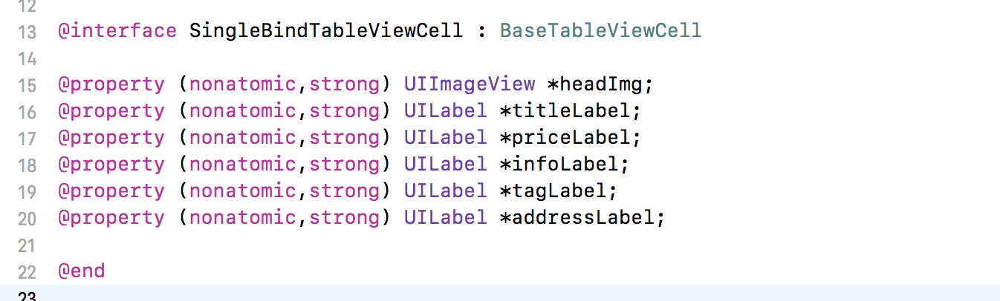 12
13 @interface SingleBindTableViewCell : BaseTableViewCell
14
15 @property (nonatomic,strong) UIImageView *headImg;
16 @property (nonatomic,strong) UILabel *titleLabel;
17 @property (nonatomic,strong) UILabel *priceLabel;
18 @property (nonatomic,strong) UILabel *infoLabel;
19 @property (nonatomic,strong) UILabel *tagLabel;
20 @property (nonatomic,strong) UILabel *addressLabel;
21
22 @end
23